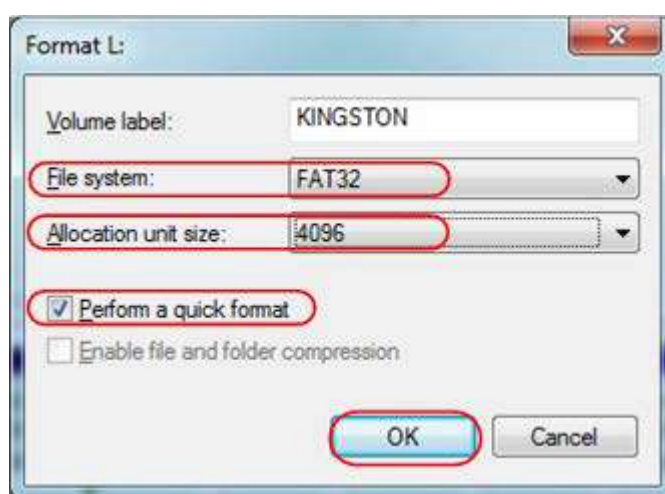 Format L:
Volume label: KINGSTON
File system: FAT32
Allocation unit size: 4096
Perform a quick format
Enable file and folder compression
OK Cancel